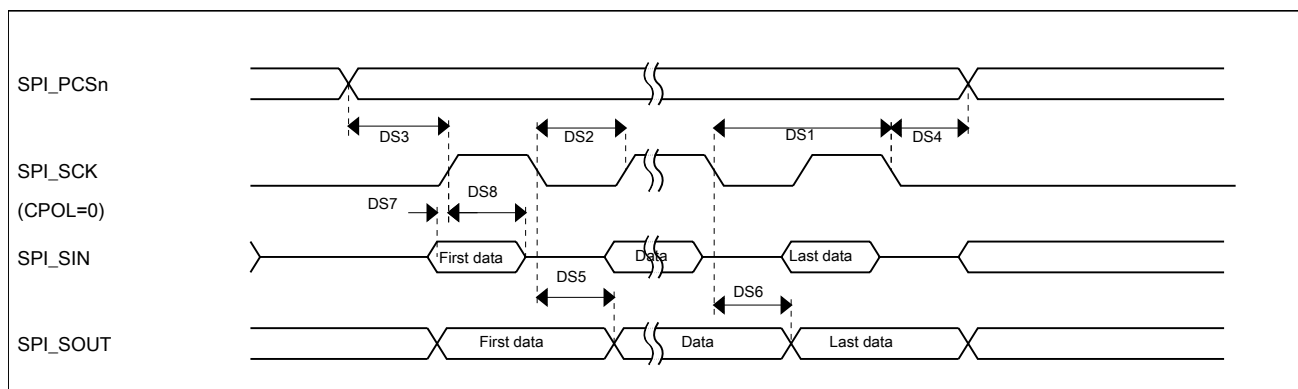 SPI_PCSn
DS3
DS2
DS1
DS4
SPI_SCK
(CPOL=0)
DS7
DS8
SPI_SIN
First data
Data
Last data
DS5
DS6
SPI_SOUT
First data
Data
Last data